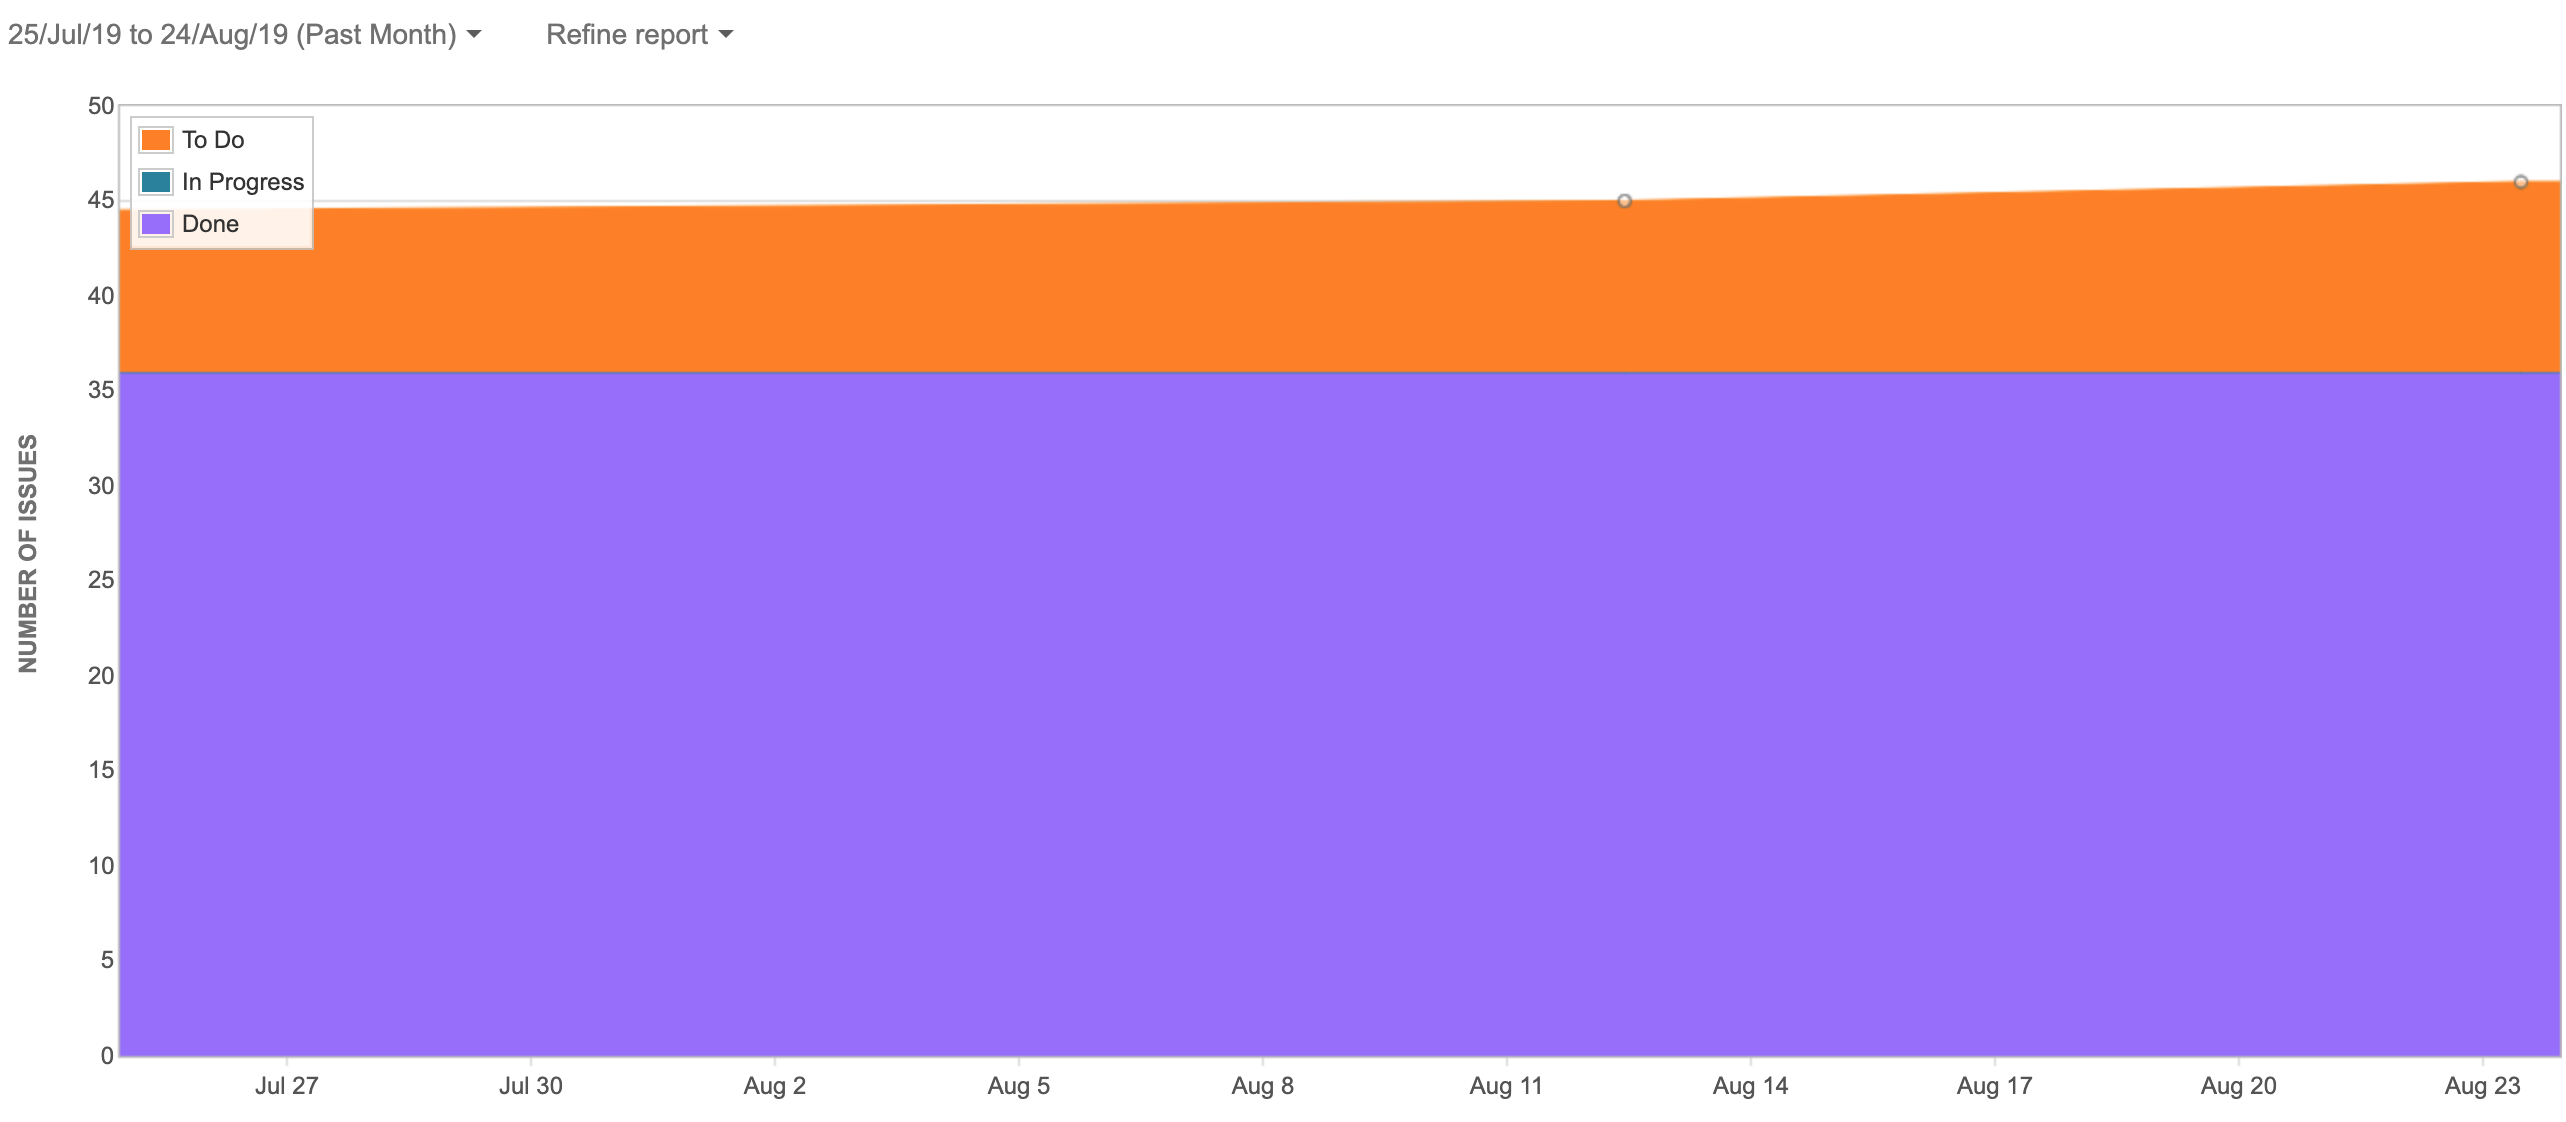 25/Jul/19 to 24/Aug/19 (Past Month) Refine report
50
To Do
In Progress
45
Done
40
35
30
NUMBER OF ISSUES
25
20
15
10
5
0
Jul 27 Jul 30 Aug 2 Aug 5 Aug 8 Aug 11 Aug 14 Aug 17 Aug 20 Aug 23